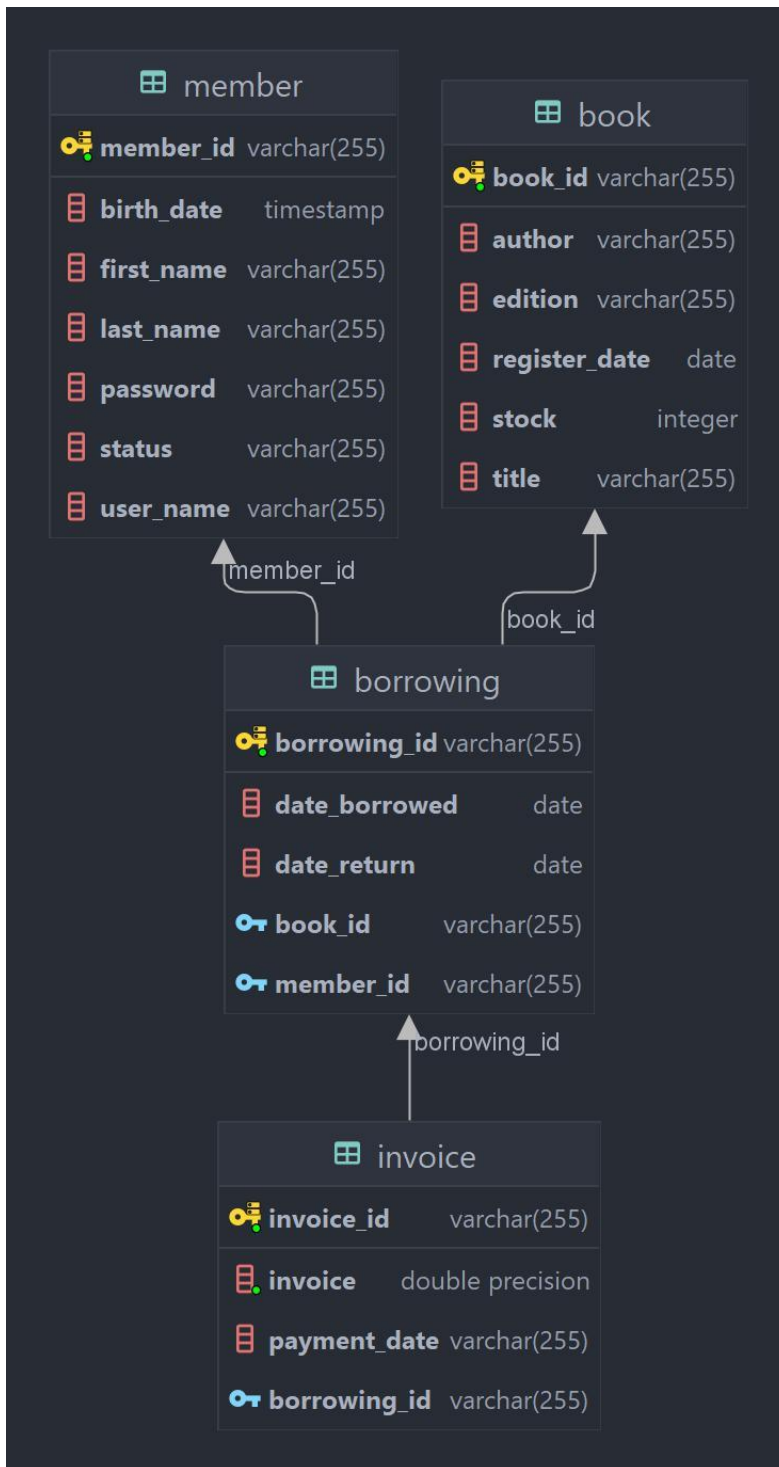 member
member_id varchar(255)
birth_date timestamp
first_name varchar(255)
last_name varchar(255)
password varchar(255)
status varchar(255)
user_name varchar(255)
book
book_id varchar(255)
author varchar(255)
edition varchar(255)
register_date date
stock integer
title varchar(255)
member_id
book_id
borrowing
borrowing_id varchar(255)
date_borrowed date
date_return date
book_id varchar(255)
member_id varchar(255)
borrowing_id
invoice
invoice_id varchar(255)
invoice double precision
payment_date varchar(255)
borrowing_id varchar(255)